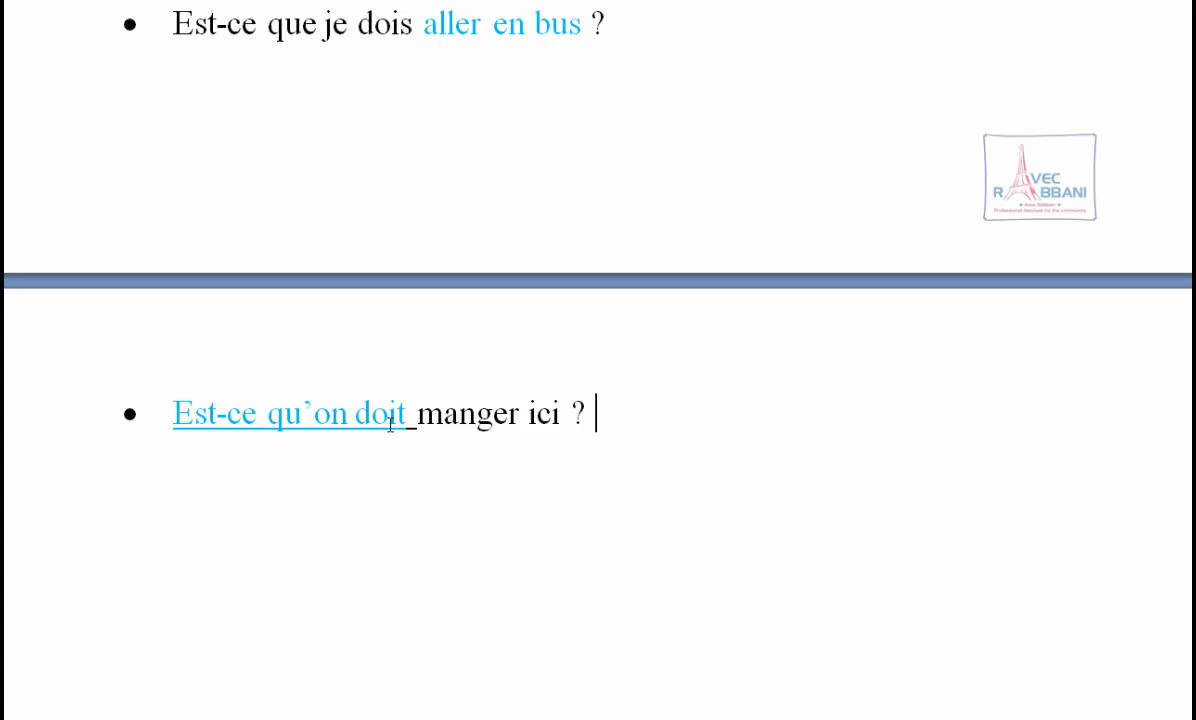 • Est-ce que je dois aller en bus ?
AVEC
RABBANI
• Est-ce qu’on doit manger ici ?